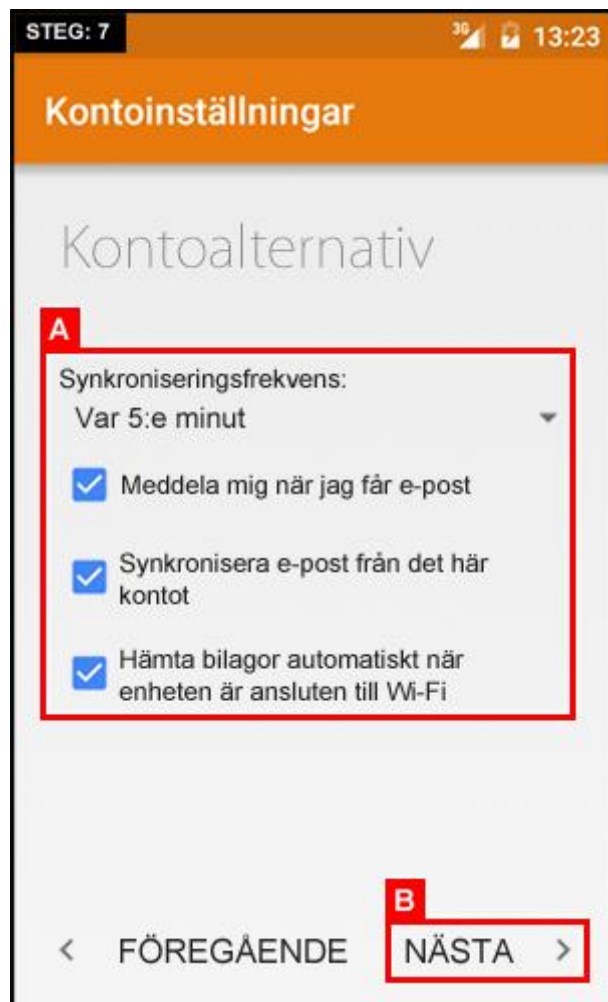 STEG: 7
3G 13:23
Kontoinställningar
Kontoalternativ
A
Synkroniseringsfrekvens:
Var 5:e minut
Meddela mig när jag får e-post
Synkronisera e-post från det här
kontot
Hämta bilagor automatiskt när
enheten är ansluten till Wi-Fi
B
FÖREGÅENDE NÄSTA